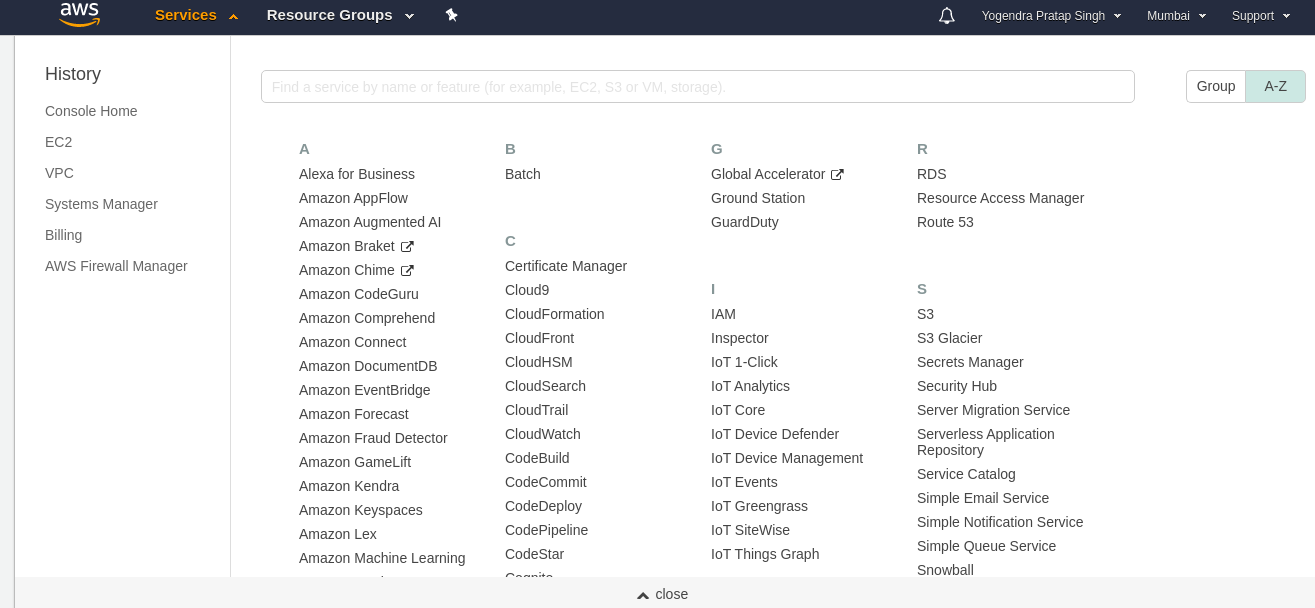 aws
Services
Resource Groups
Yogendra Pratap Singh
Mumbai
Support
History
Console Home
EC2
VPC
Systems Manager
Billing
AWS Firewall Manager
Find a service by name or feature (for example, EC2, S3 or VM, storage).
Group
A-Z
A
Alexa for Business
Amazon AppFlow
Amazon Augmented AI
Amazon Braket
Amazon Chime
Amazon CodeGuru
Amazon Comprehend
Amazon Connect
Amazon DocumentDB
Amazon EventBridge
Amazon Forecast
Amazon Fraud Detector
Amazon GameLift
Amazon Kendra
Amazon Keyspaces
Amazon Lex
Amazon Machine Learning
B
Batch
C
Certificate Manager
Cloud9
CloudFormation
CloudFront
CloudHSM
CloudSearch
CloudTrail
CloudWatch
CodeBuild
CodeCommit
CodeDeploy
CodePipeline
CodeStar
Cognito
G
Global Accelerator
Ground Station
GuardDuty
I
IAM
Inspector
IoT 1-Click
IoT Analytics
IoT Core
IoT Device Defender
IoT Device Management
IoT Events
IoT Greengrass
IoT SiteWise
IoT Things Graph
R
RDS
Resource Access Manager
Route 53
S
S3
S3 Glacier
Secrets Manager
Security Hub
Server Migration Service
Serverless Application
Repository
Service Catalog
Simple Email Service
Simple Notification Service
Simple Queue Service
Snowball
close